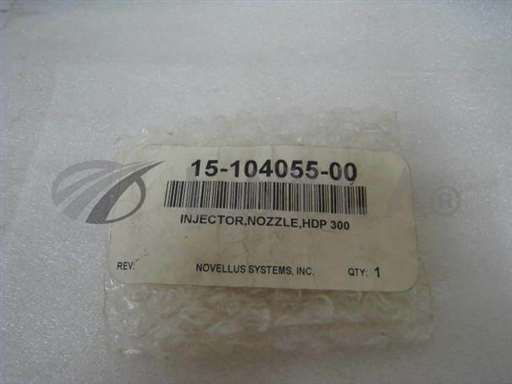 15-104055-00
INJECTOR,NOZZLE,HDP 300
REV: NOVELLUS SYSTEMS, INC. QTY: 1
®